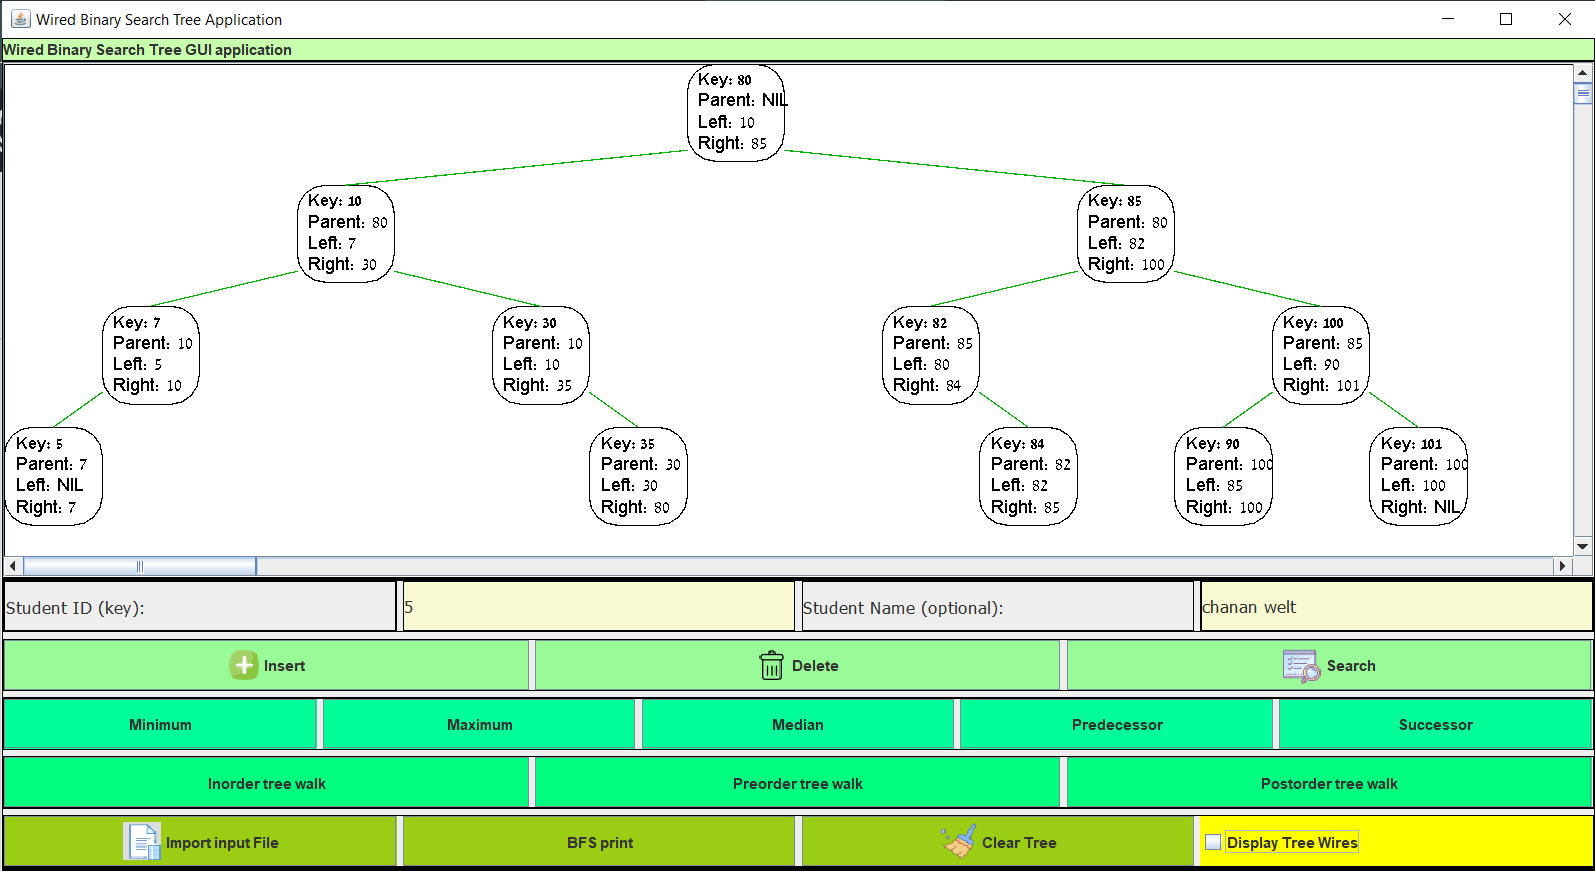 Wired Binary Search Tree Application
Wired Binary Search Tree GUI application
Key: 80
Parent: NIL
Left: 10
Right: 85
Key: 10
Parent: 80
Left: 7
Right: 30
Key: 85
Parent: 80
Left: 82
Right: 100
Key: 7
Parent: 10
Left: 5
Right: 10
Key: 30
Parent: 10
Left: 10
Right: 35
Key: 82
Parent: 85
Left: 80
Right: 84
Key: 100
Parent: 85
Left: 90
Right: 101
Key: 5
Parent: 7
Left: NIL
Right: 7
Key: 35
Parent: 30
Left: 30
Right: 80
Key: 84
Parent: 82
Left: 82
Right: 85
Key: 90
Parent: 100
Left: 85
Right: 100
Key: 101
Parent: 100
Left: 100
Right: NIL
Student ID (key): 5 Student Name (optional): chanan welt
Insert Delete Search
Minimum Maximum Median Predecessor Successor
Inorder tree walk Preorder tree walk Postorder tree walk
Import input File BFS print Clear Tree Display Tree Wires